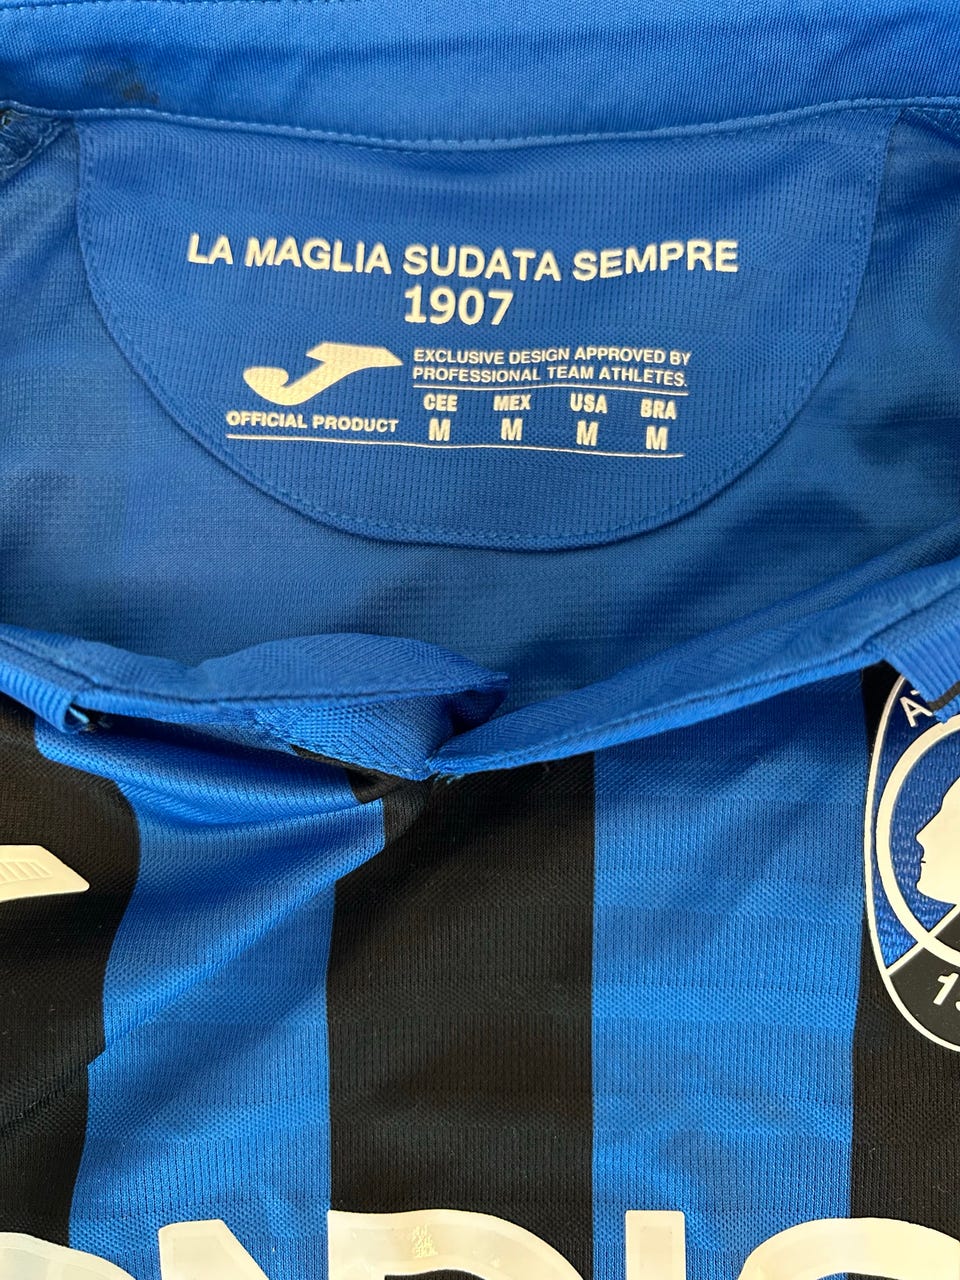 LA MAGLIA SUDATA SEMPRE
1907
EXCLUSIVE DESIGN APPROVED BY
PROFESSIONAL TEAM ATHLETES.
OFFICIAL PRODUCT
CEE MEX USA BRA
M M M M